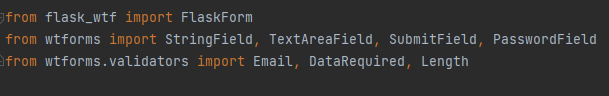 from flask_wtf import FlaskForm
from wtforms import StringField, TextAreaField, SubmitField, PasswordField
from wtforms.validators import Email, DataRequired, Length